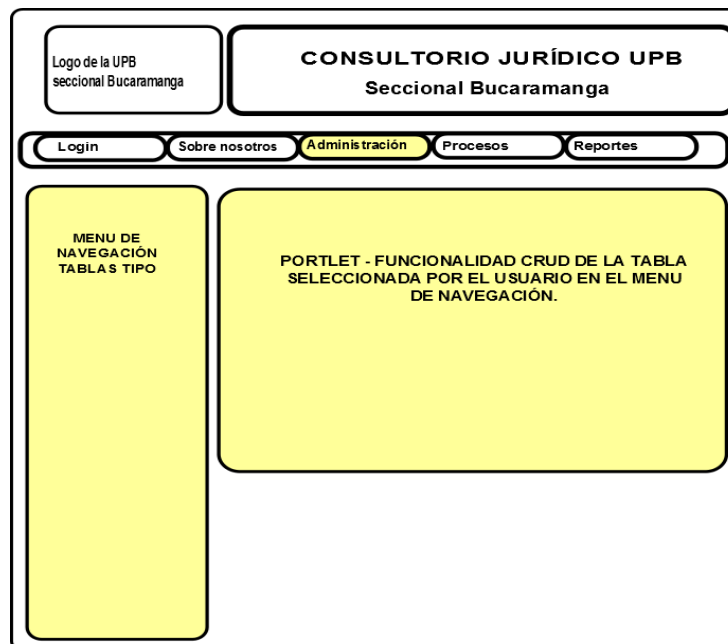 Logo de la UPB
seccional Bucaramanga
CONSULTORIO JURÍDICO UPB
Seccional Bucaramanga
Login
Sobre nosotros
Administración
Procesos
Reportes
MENU DE
NAVEGACIÓN
TABLAS TIPO
PORTLET - FUNCIONALIDAD CRUD DE LA TABLA
SELECCIONADA POR EL USUARIO EN EL MENU
DE NAVEGACIÓN.